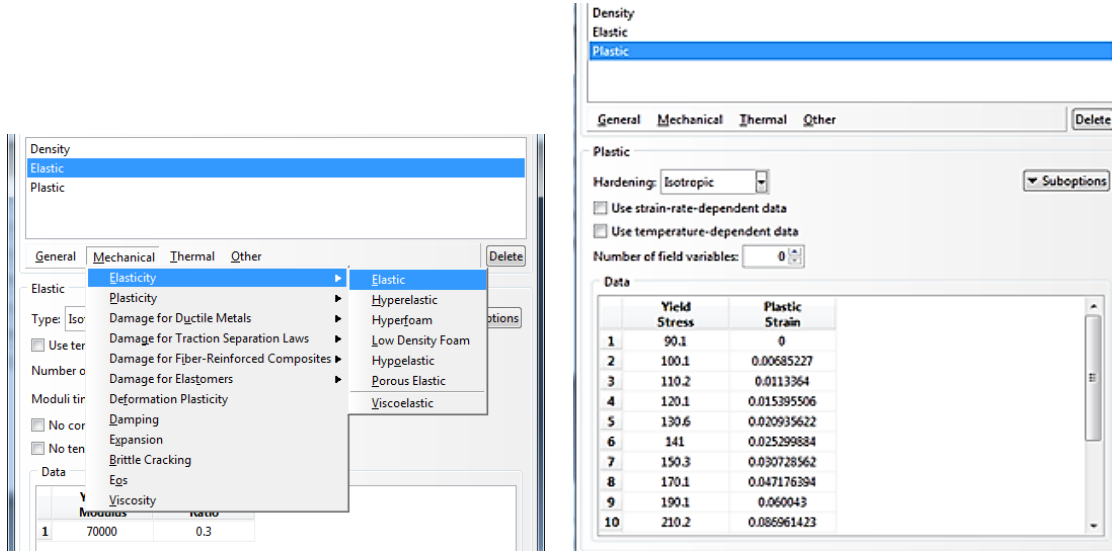 Density
Elastic
Plastic
General Mechanical Thermal Other Delete
Elasticity
Plasticity
Damage for Ductile Metals
Damage for Traction Separation Laws
Damage for Fiber-Reinforced Composites
Damage for Elastomers
Deformation Plasticity
Damping
Expansion
Brittle Cracking
Eos
Viscosity
Elastic
Hyperelastic
Hyperfoam
Low Density Foam
Hypoelastic
Porous Elastic
Viscoelastic
Elastic
Type: Iso
ptions
Use ter
Number o
Moduli tir
No cor
No ten
Data
Modulus Ratio
1 70000 0.3
Density
Elastic
Plastic
General Mechanical Thermal Other Delete
Plastic
Hardening: Isotropic Suboptions
Use strain-rate-dependent data
Use temperature-dependent data
Number of field variables: 0
Data
Yield Plastic
Stress Strain
1 90.1 0
2 100.1 0.00685227
3 110.2 0.0113364
4 120.1 0.015395506
5 130.6 0.020935622
6 141 0.025299884
7 150.3 0.030728562
8 170.1 0.047176394
9 190.1 0.060043
10 210.2 0.086961423